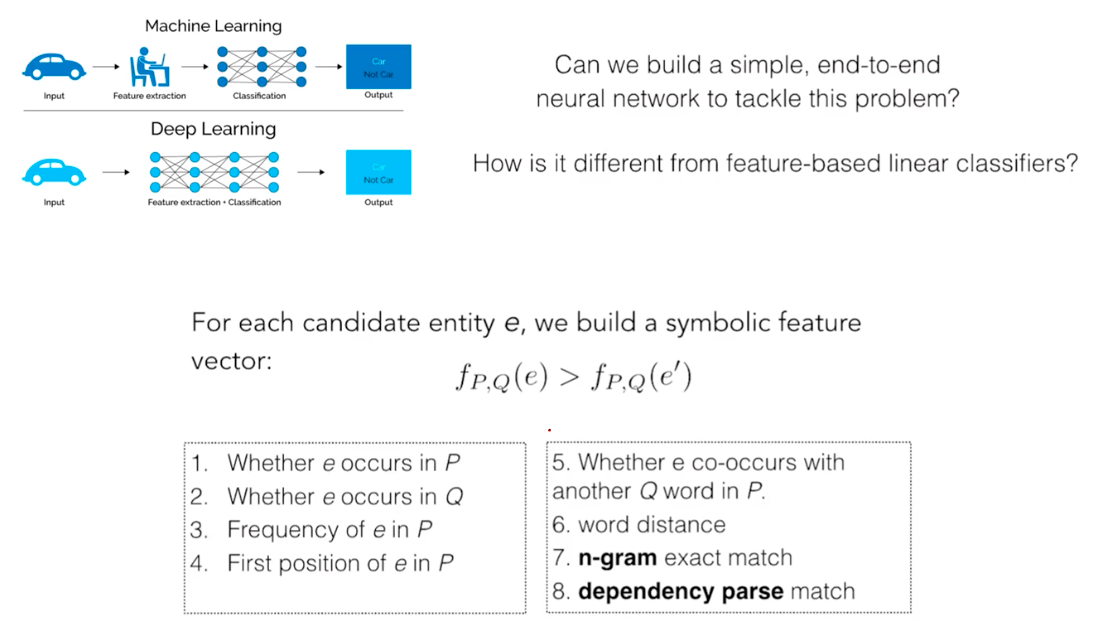 Machine Learning
Car
Not Car
Input
Feature extraction
Classification
Output
Deep Learning
Car
Not Car
Input
Feature extraction + Classification
Output
Can we build a simple, end-to-end
neural network to tackle this problem?
How is it different from feature-based linear classifiers?
For each candidate entity e, we build a symbolic feature
vector:
f_{P,Q}(e) > f_{P,Q}(e′)
1. Whether e occurs in P
2. Whether e occurs in Q
3. Frequency of e in P
4. First position of e in P
5. Whether e co-occurs with
another Q word in P.
6. word distance
7. n-gram exact match
8. dependency parse match